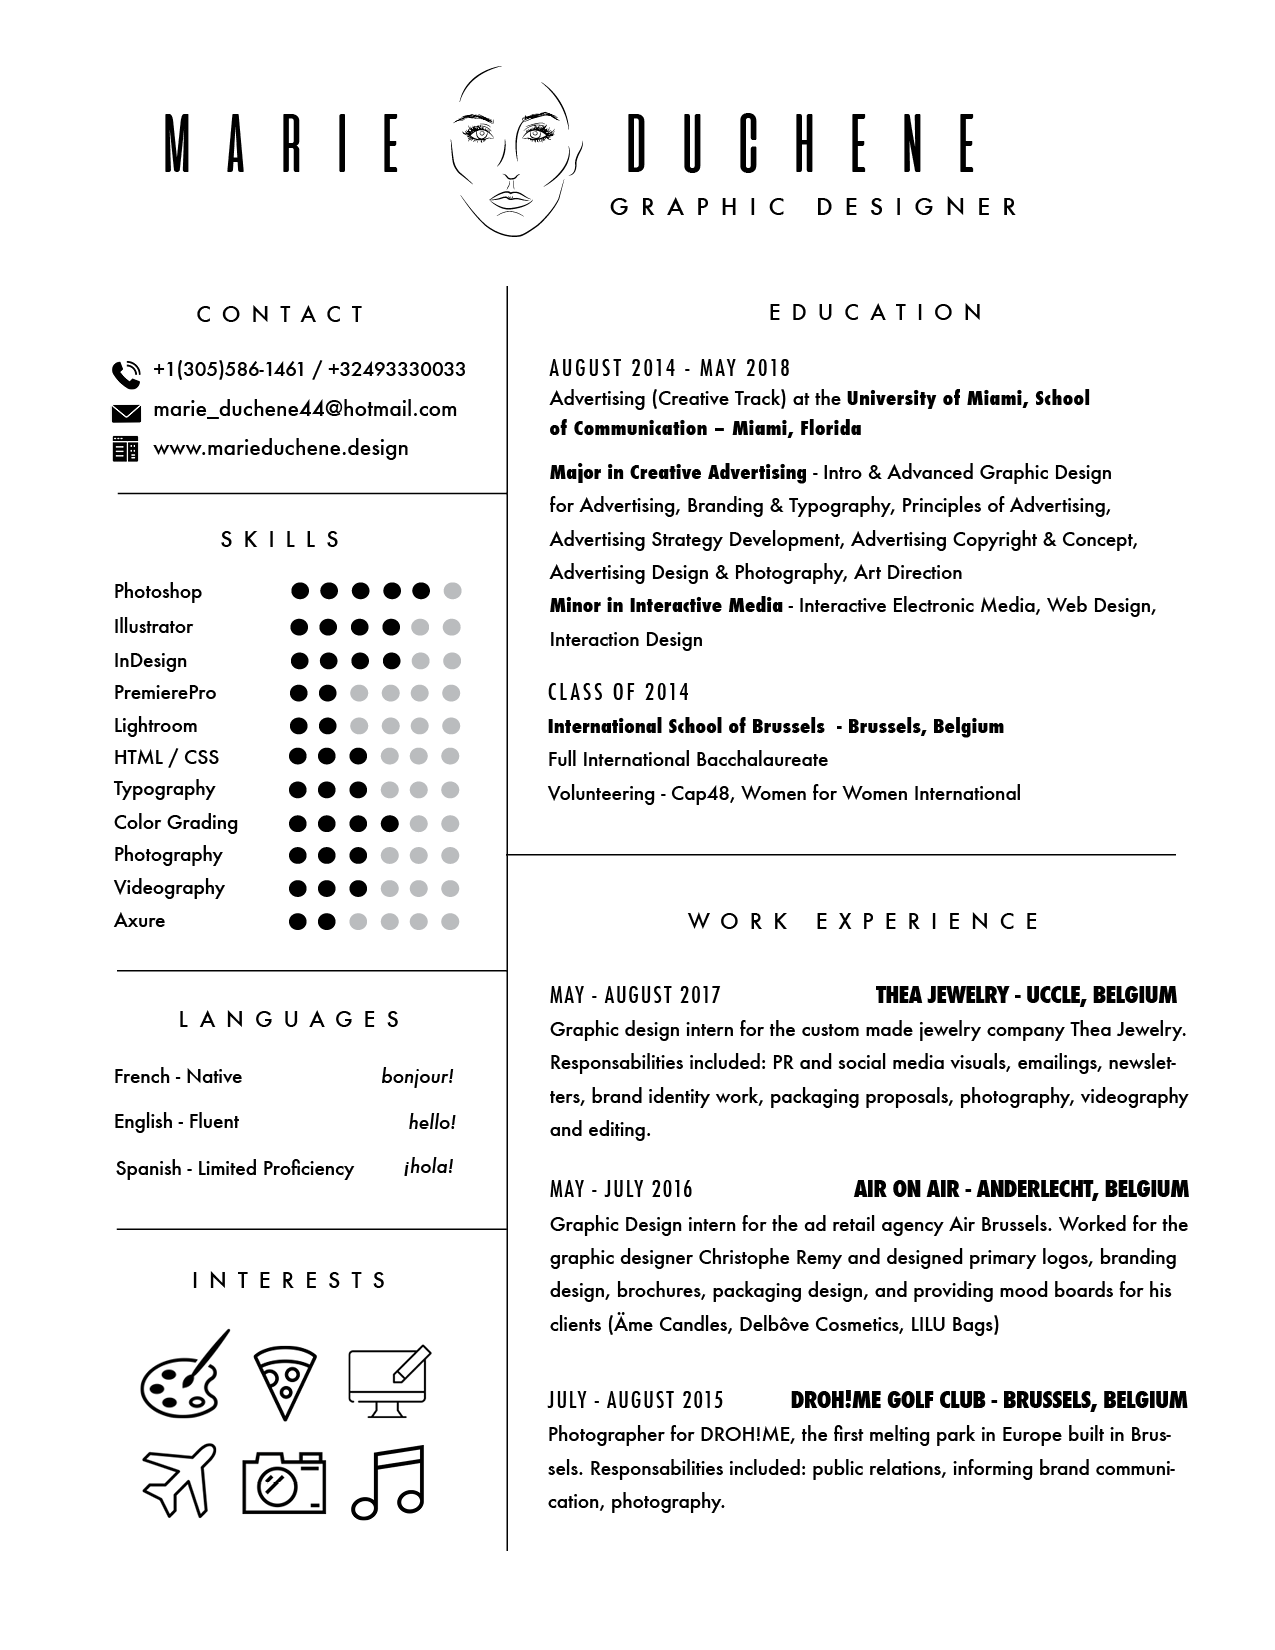 MARIE DUCHENE
GRAPHIC DESIGNER
CONTACT
+1(305)586-1461 / +32493330033
marie_duchene44@hotmail.com
www.marieduchene.design
SKILLS
Photoshop
Illustrator
InDesign
PremierePro
Lightroom
HTML / CSS
Typography
Color Grading
Photography
Videography
Axure
LANGUAGES
French - Native bonjour!
English - Fluent hello!
Spanish - Limited Proficiency ¡hola!
INTERESTS
EDUCATION
AUGUST 2014 - MAY 2018
Advertising (Creative Track) at the University of Miami, School
of Communication – Miami, Florida
Major in Creative Advertising - Intro & Advanced Graphic Design
for Advertising, Branding & Typography, Principles of Advertising,
Advertising Strategy Development, Advertising Copyright & Concept,
Advertising Design & Photography, Art Direction
Minor in Interactive Media - Interactive Electronic Media, Web Design,
Interaction Design
CLASS OF 2014
International School of Brussels - Brussels, Belgium
Full International Bacchalaureate
Volunteering - Cap48, Women for Women International
WORK EXPERIENCE
MAY - AUGUST 2017 THEA JEWELRY - UCCLE, BELGIUM
Graphic design intern for the custom made jewelry company Thea Jewelry.
Responsabilities included: PR and social media visuals, emailings, newslet-
ters, brand identity work, packaging proposals, photography, videography
and editing.
MAY - JULY 2016 AIR ON AIR - ANDERLECHT, BELGIUM
Graphic Design intern for the ad retail agency Air Brussels. Worked for the
graphic designer Christophe Remy and designed primary logos, branding
design, brochures, packaging design, and providing mood boards for his
clients (Äme Candles, Delbôve Cosmetics, LILU Bags)
JULY - AUGUST 2015 DROH!ME GOLF CLUB - BRUSSELS, BELGIUM
Photographer for DROH!ME, the first melting park in Europe built in Brus-
sels. Responsabilities included: public relations, informing brand communi-
cation, photography.